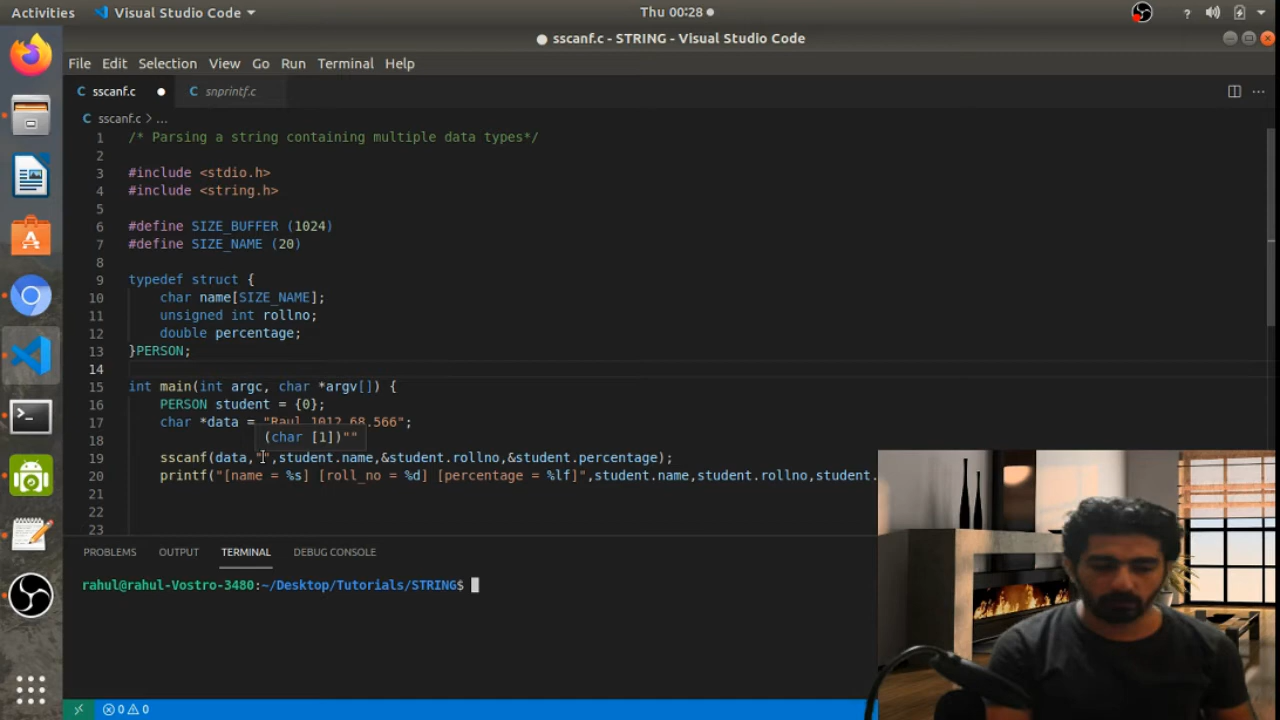 Activities Visual Studio Code Thu 00:28 ?
sscanf.c - STRING - Visual Studio Code
File Edit Selection View Go Run Terminal Help
C sscanf.c C snprintf.c
C sscanf.c > ...
1 /* Parsing a string containing multiple data types*/
2
3 #include <stdio.h>
4 #include <string.h>
5
6 #define SIZE_BUFFER (1024)
7 #define SIZE_NAME (20)
8
9 typedef struct {
10 char name[SIZE_NAME];
11 unsigned int rollno;
12 double percentage;
13 }PERSON;
14
15 int main(int argc, char *argv[]) {
16 PERSON student = {0};
17 char *data = "Raul 1012 68.566";
(char [1])""
18
19 sscanf(data,"",student.name,&student.rollno,&student.percentage);
20 printf("[name = %s] [roll_no = %d] [percentage = %lf]",student.name,student.rollno,student.
21
22
23
PROBLEMS OUTPUT TERMINAL DEBUG CONSOLE
rahul@rahul-Vostro-3480:~/Desktop/Tutorials/STRING$
0 0